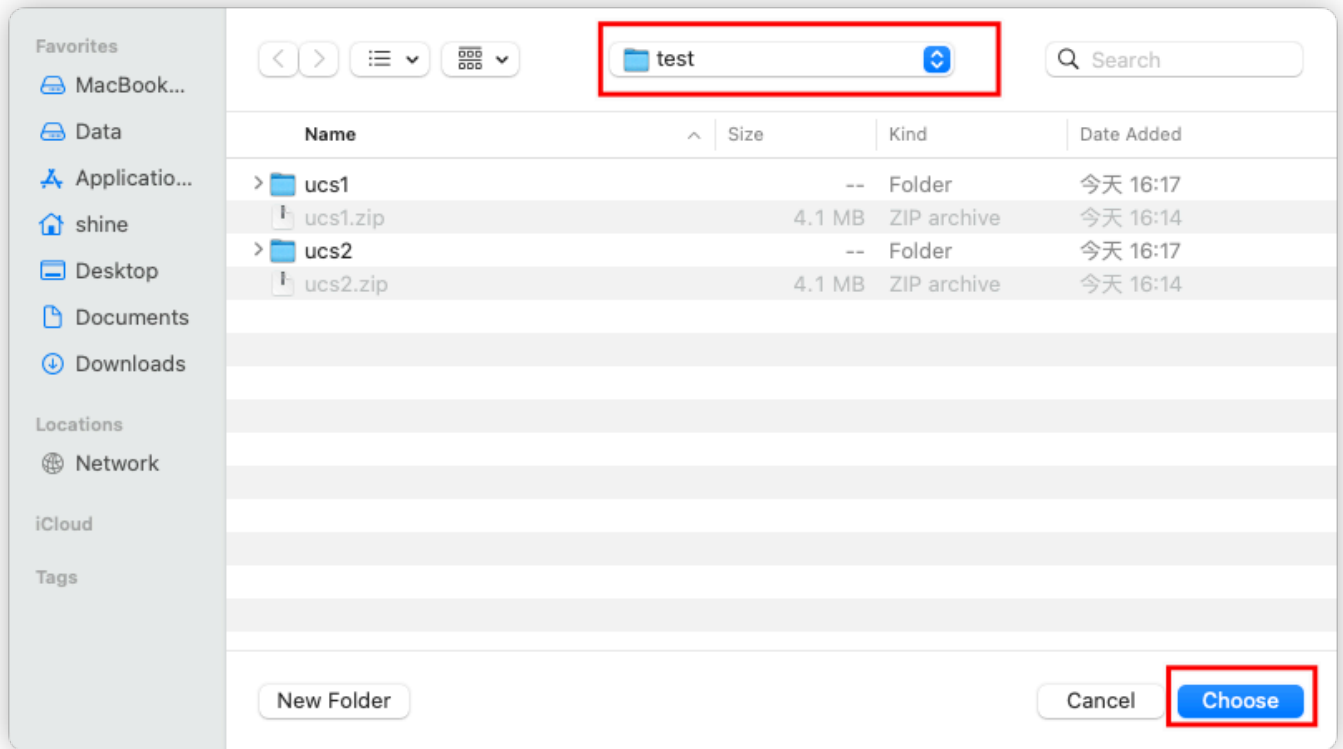 Favorites
MacBook...
Data
Applicatio...
shine
Desktop
Documents
Downloads
Locations
Network
iCloud
Tags
test
Search
Name Size Kind Date Added
ucs1 -- Folder 今天 16:17
ucs1.zip 4.1 MB ZIP archive 今天 16:14
ucs2 -- Folder 今天 16:17
ucs2.zip 4.1 MB ZIP archive 今天 16:14
New Folder Cancel Choose